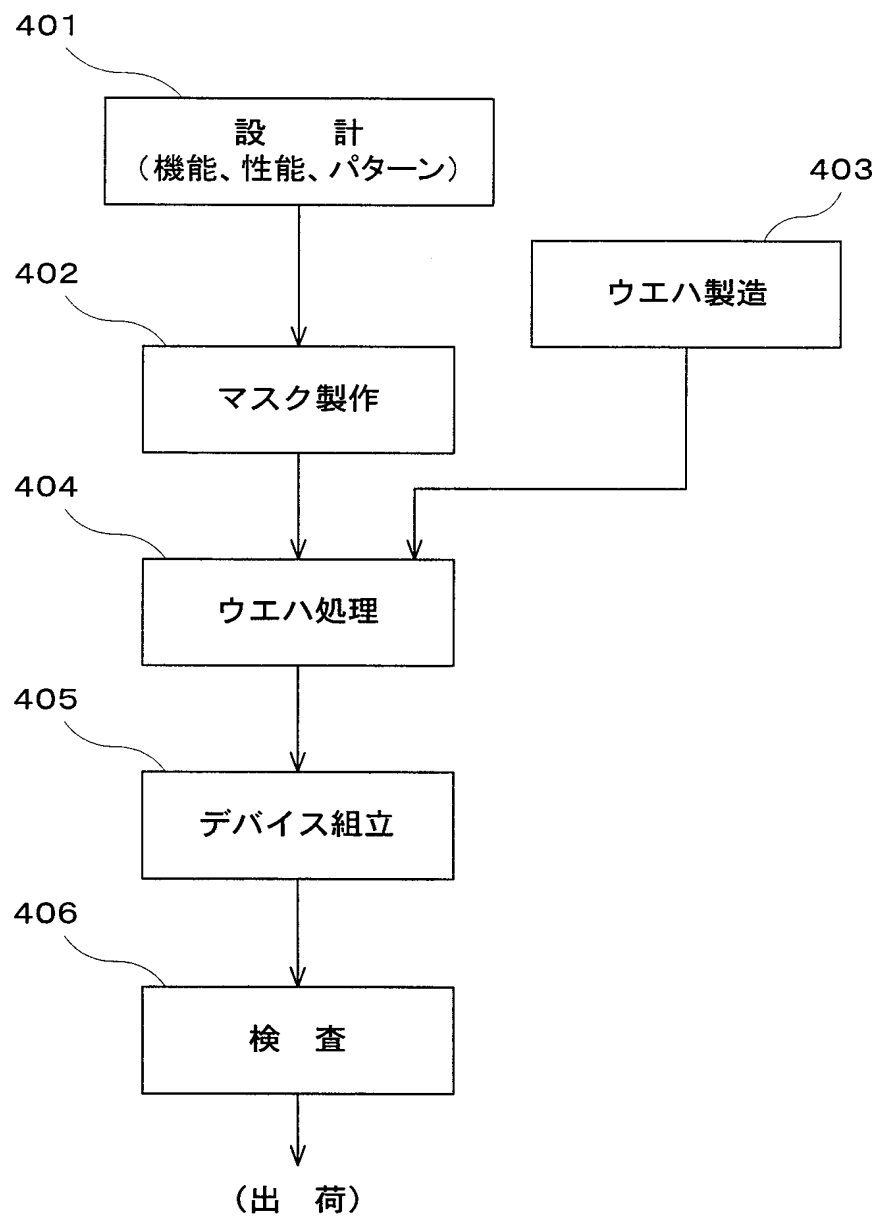 401
設　計
（機能、性能、パターン）
403
ウエハ製造
402
マスク製作
404
ウエハ処理
405
デバイス組立
406
検　査
（出　荷）